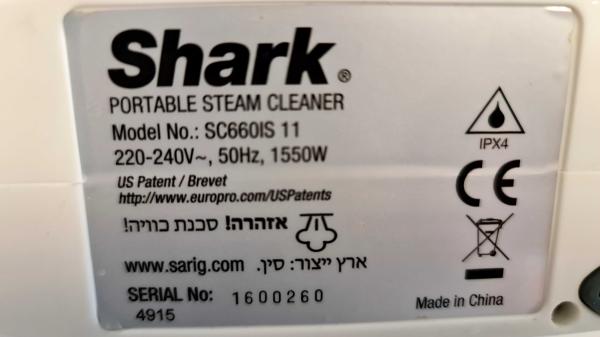 Shark®
PORTABLE STEAM CLEANER
Model No.: SC660IS 11
220-240V~, 50Hz, 1550W
IPX4
US Patent / Brevet
http://www.europro.com/USPatents
CE
אזהרה! סכנת כוויה!
www.sarig.com ארץ ייצור: סין.
SERIAL No: 1600260
4915
Made in China